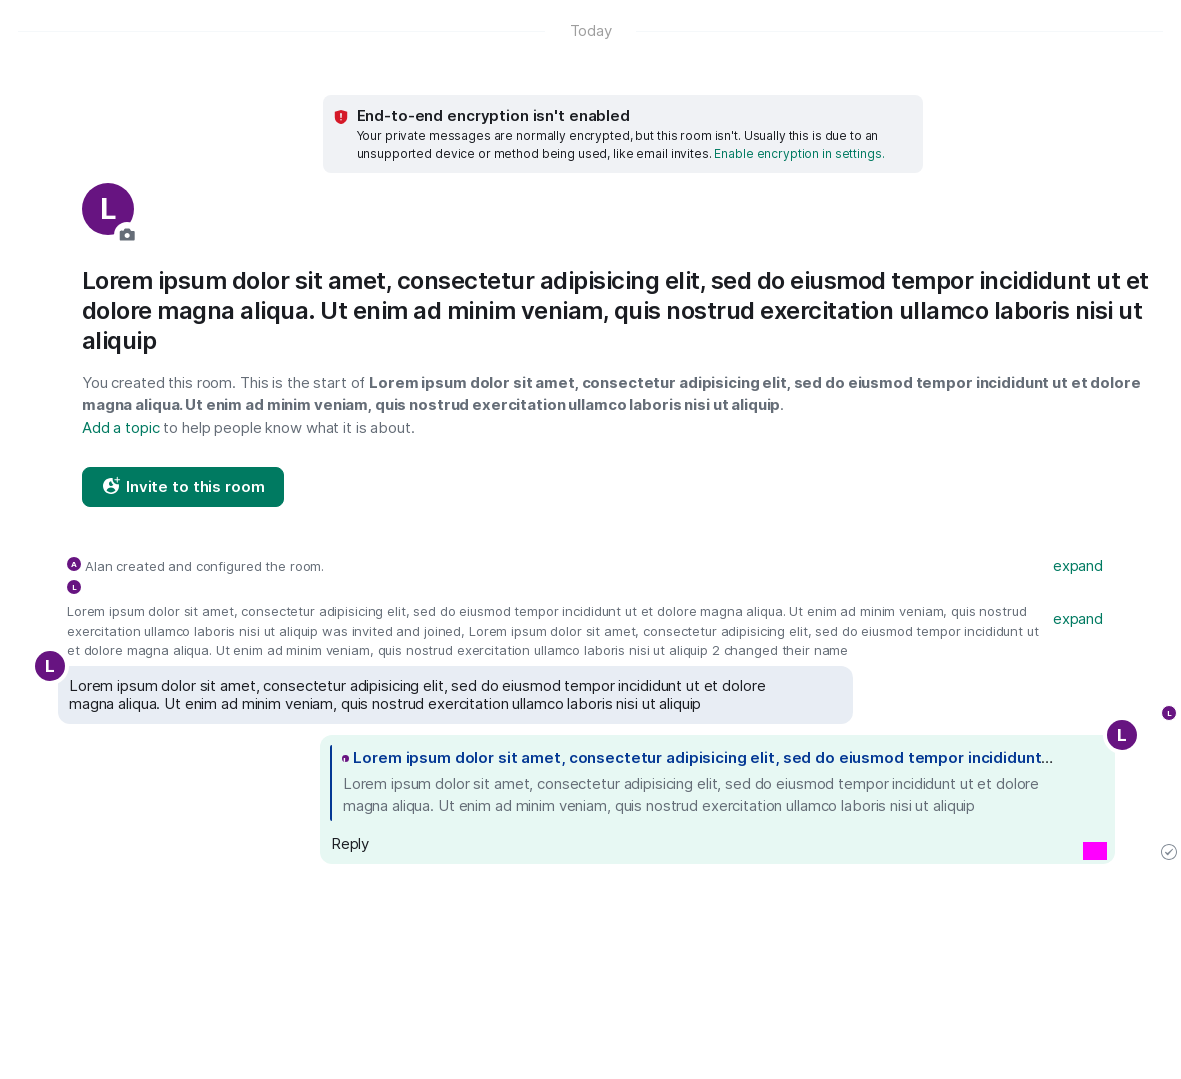 Today
End-to-end encryption isn't enabled
Your private messages are normally encrypted, but this room isn't. Usually this is due to an
unsupported device or method being used, like email invites. Enable encryption in settings.
L
Lorem ipsum dolor sit amet, consectetur adipisicing elit, sed do eiusmod tempor incididunt ut et
dolore magna aliqua. Ut enim ad minim veniam, quis nostrud exercitation ullamco laboris nisi ut
aliquip
You created this room. This is the start of Lorem ipsum dolor sit amet, consectetur adipisicing elit, sed do eiusmod tempor incididunt ut et dolore
magna aliqua. Ut enim ad minim veniam, quis nostrud exercitation ullamco laboris nisi ut aliquip.
Add a topic to help people know what it is about.
Invite to this room
A Alan created and configured the room. expand
L
Lorem ipsum dolor sit amet, consectetur adipisicing elit, sed do eiusmod tempor incididunt ut et dolore magna aliqua. Ut enim ad minim veniam, quis nostrud
expand
exercitation ullamco laboris nisi ut aliquip was invited and joined, Lorem ipsum dolor sit amet, consectetur adipisicing elit, sed do eiusmod tempor incididunt ut
et dolore magna aliqua. Ut enim ad minim veniam, quis nostrud exercitation ullamco laboris nisi ut aliquip 2 changed their name
L
Lorem ipsum dolor sit amet, consectetur adipisicing elit, sed do eiusmod tempor incididunt ut et dolore
magna aliqua. Ut enim ad minim veniam, quis nostrud exercitation ullamco laboris nisi ut aliquip
L
L
Lorem ipsum dolor sit amet, consectetur adipisicing elit, sed do eiusmod tempor incididunt...
Lorem ipsum dolor sit amet, consectetur adipisicing elit, sed do eiusmod tempor incididunt ut et dolore
magna aliqua. Ut enim ad minim veniam, quis nostrud exercitation ullamco laboris nisi ut aliquip
Reply